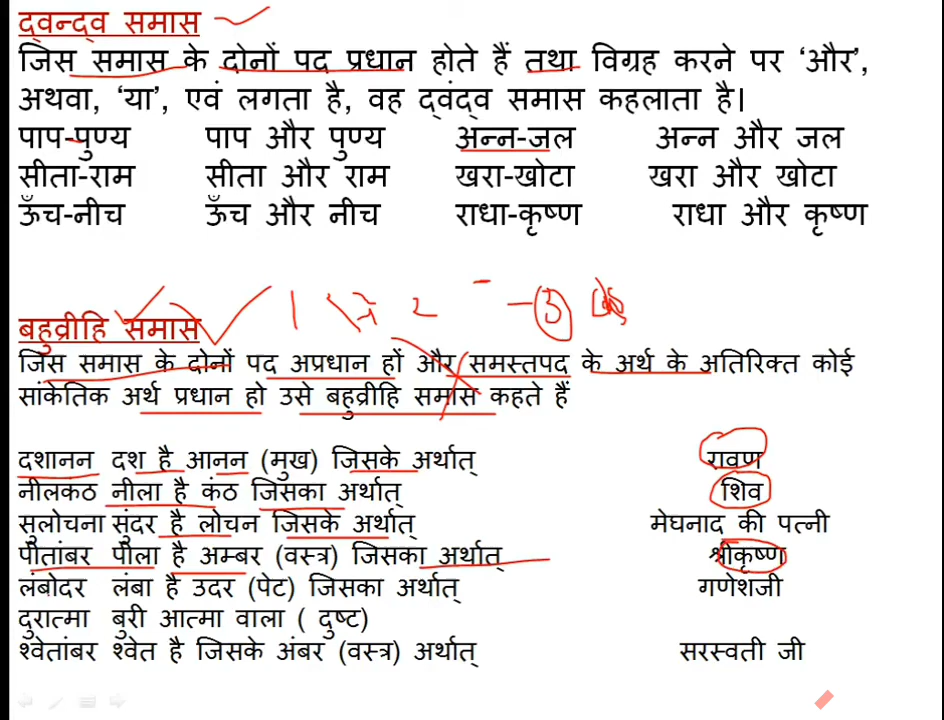 द्वन्द्व समास
जिस समास के दोनों पद प्रधान होते हैं तथा विग्रह करने पर ‘और’,
अथवा, ‘या’, एवं लगता है, वह द्वंद्व समास कहलाता है।
पाप-पुण्य पाप और पुण्य अन्न-जल अन्न और जल
सीता-राम सीता और राम खरा-खोटा खरा और खोटा
ऊँच-नीच ऊँच और नीच राधा-कृष्ण राधा और कृष्ण
1 2 - 3
बहुव्रीहि समास
जिस समास के दोनों पद अप्रधान हों और समस्तपद के अर्थ के अतिरिक्त कोई
सांकेतिक अर्थ प्रधान हो उसे बहुव्रीहि समास कहते हैं
दशानन दश है आनन (मुख) जिसके अर्थात् रावण
नीलकठ नीला है कंठ जिसका अर्थात् शिव
सुलोचना सुंदर है लोचन जिसके अर्थात् मेघनाद की पत्नी
पीतांबर पीला है अम्बर (वस्त्र) जिसका अर्थात् श्रीकृष्ण
लंबोदर लंबा है उदर (पेट) जिसका अर्थात् गणेशजी
दुरात्मा बुरी आत्मा वाला ( दुष्ट)
श्वेतांबर श्वेत है जिसके अंबर (वस्त्र) अर्थात् सरस्वती जी